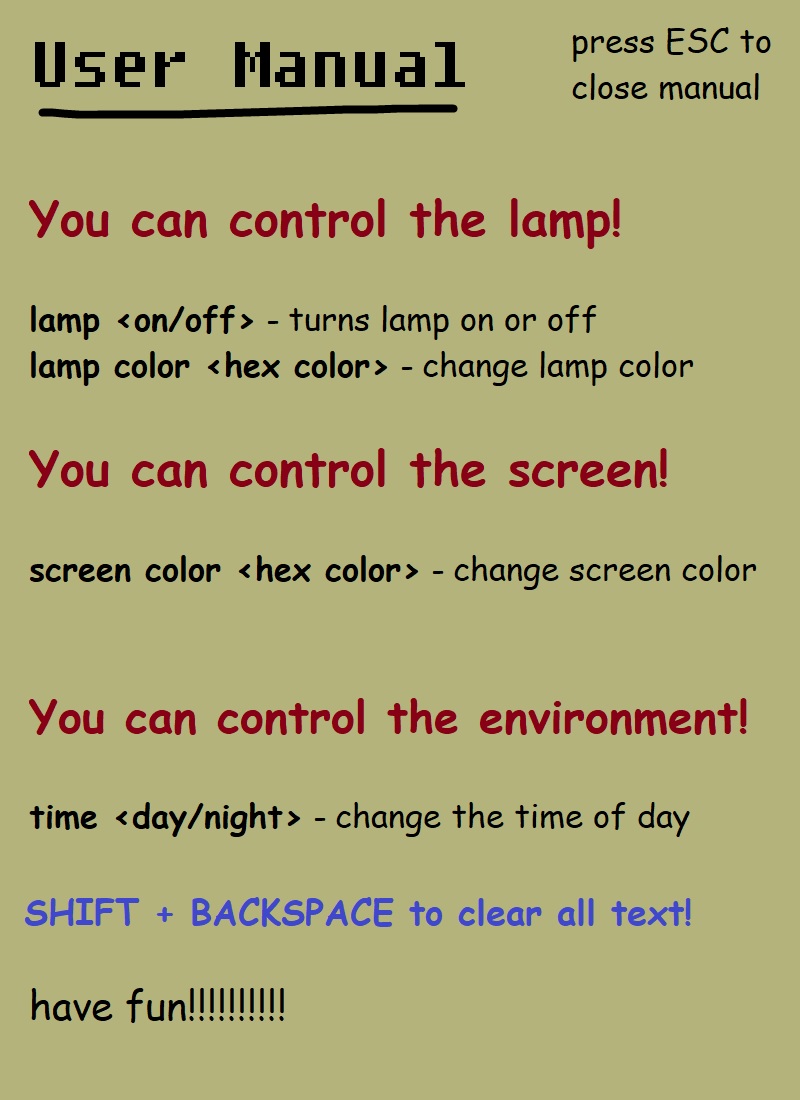 User Manual
press ESC to
close manual
You can control the lamp!
lamp <on/off> - turns lamp on or off
lamp color <hex color> - change lamp color
You can control the screen!
screen color <hex color> - change screen color
You can control the environment!
time <day/night> - change the time of day
SHIFT + BACKSPACE to clear all text!
have fun!!!!!!!!!!